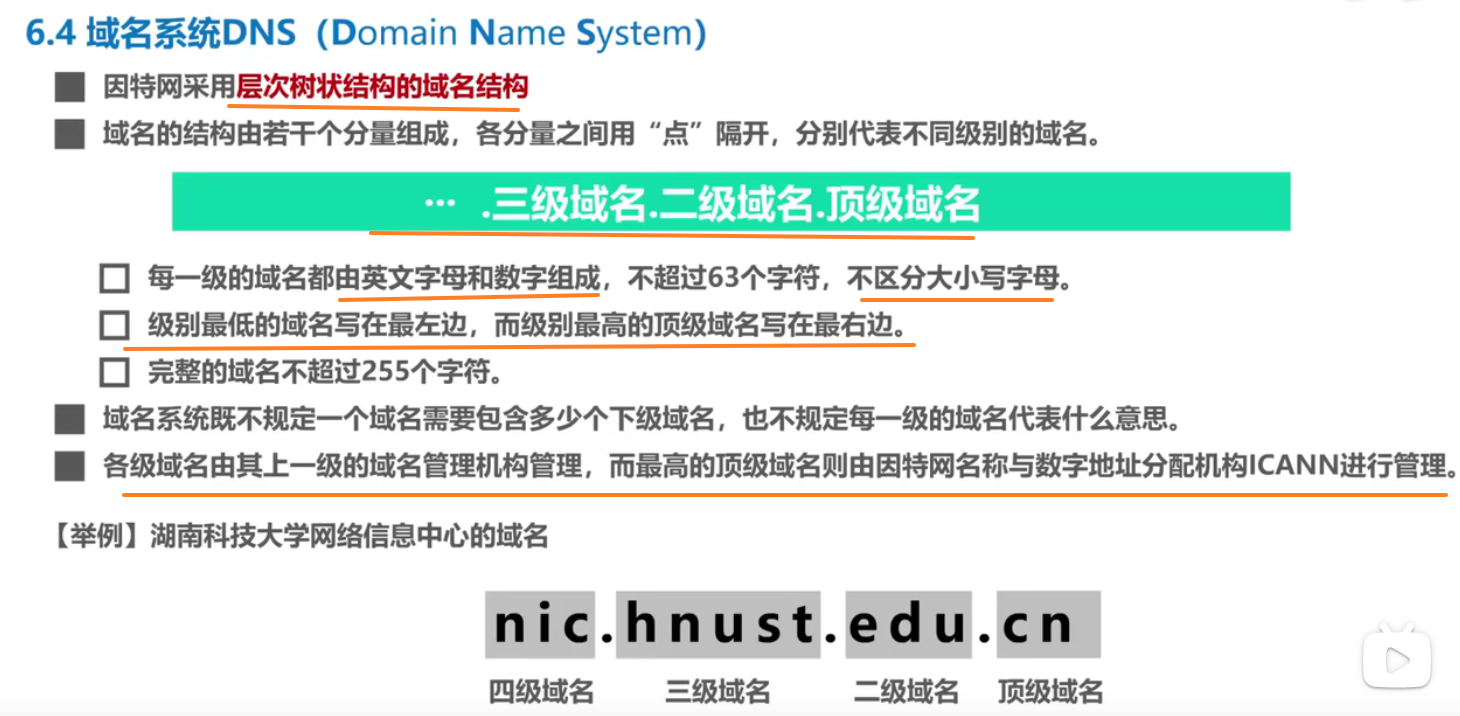 6.4 域名系统DNS（Domain Name System）
因特网采用层次树状结构的域名结构
域名的结构由若干个分量组成，各分量之间用“点”隔开，分别代表不同级别的域名。
… .三级域名.二级域名.顶级域名
每一级的域名都由英文字母和数字组成，不超过63个字符，不区分大小写字母。
级别最低的域名写在最左边，而级别最高的顶级域名写在最右边。
完整的域名不超过255个字符。
域名系统既不规定一个域名需要包含多少个下级域名，也不规定每一级的域名代表什么意思。
各级域名由其上一级的域名管理机构管理，而最高的顶级域名则由因特网名称与数字地址分配机构ICANN进行管理。
【举例】湖南科技大学网络信息中心的域名
nic.hnust.edu.cn
四级域名 三级域名 二级域名 顶级域名